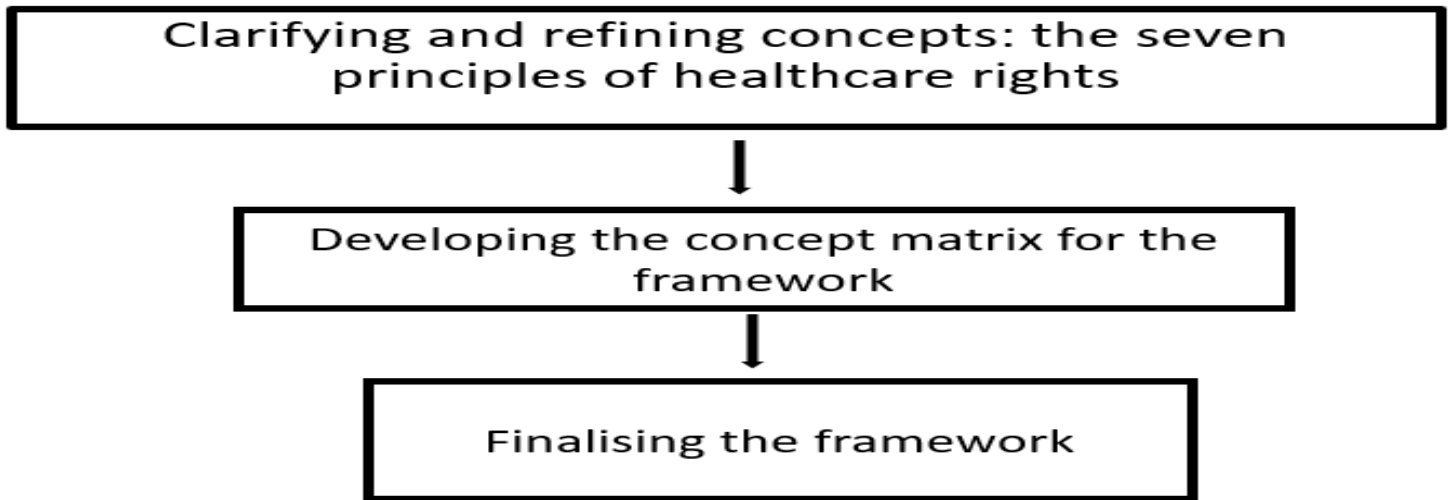 Clarifying and refining concepts: the seven
principles of healthcare rights
Developing the concept matrix for the
framework
Finalising the framework